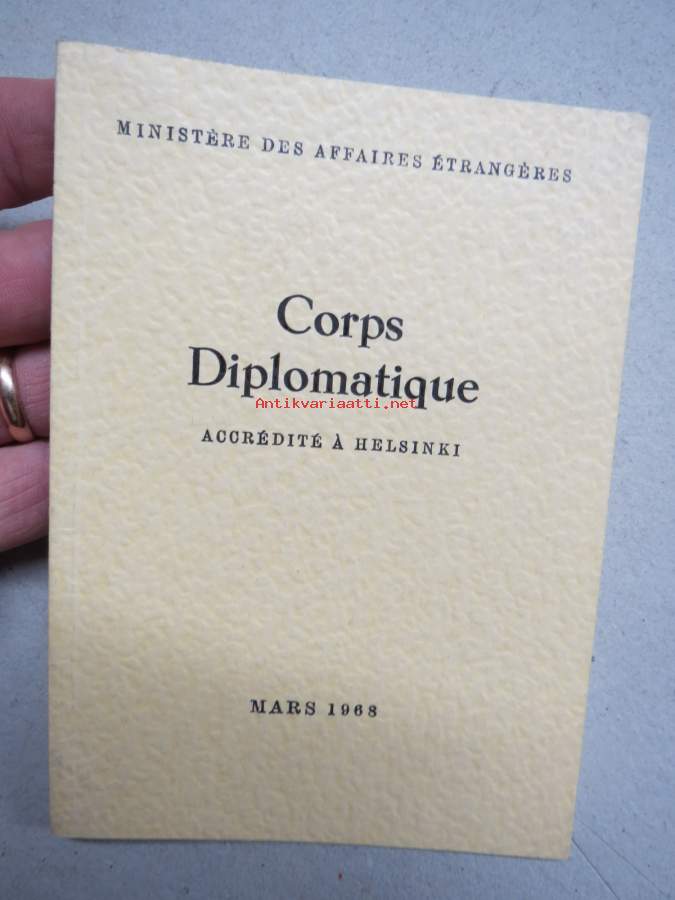 MINISTÈRE DES AFFAIRES ÉTRANGÈRES
Corps
Diplomatique
Antikvariaatti.net
ACCRÉDITÉ À HELSINKI
MARS 1968